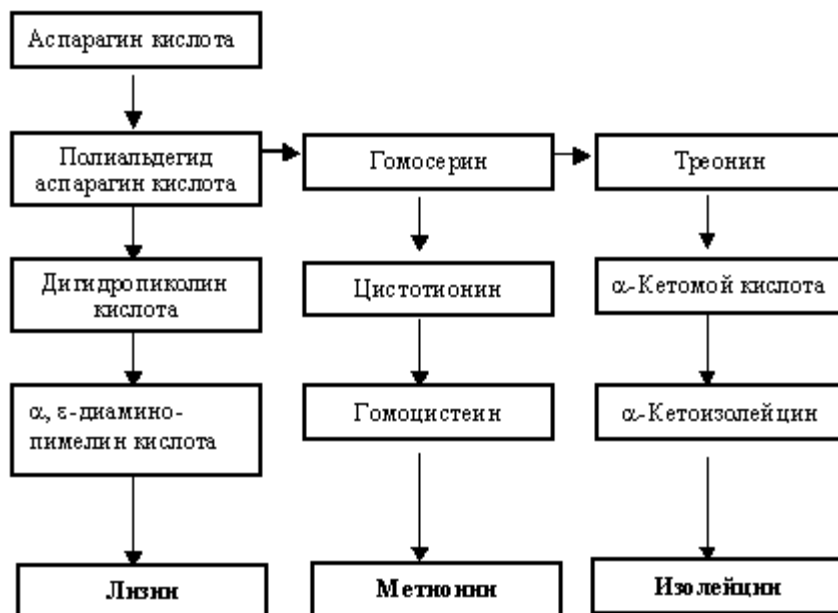 Аспарагин кислота
Полиальдегид
аспарагин кислота
Гомосерин
Треонин
Дигидропиколин
кислота
Цистотионин
α-Кетомой кислота
α, ε-диамино-
пимелин кислота
Гомоцистеин
α-Кетоизолейцин
Лизин
Метионин
Изолейцин